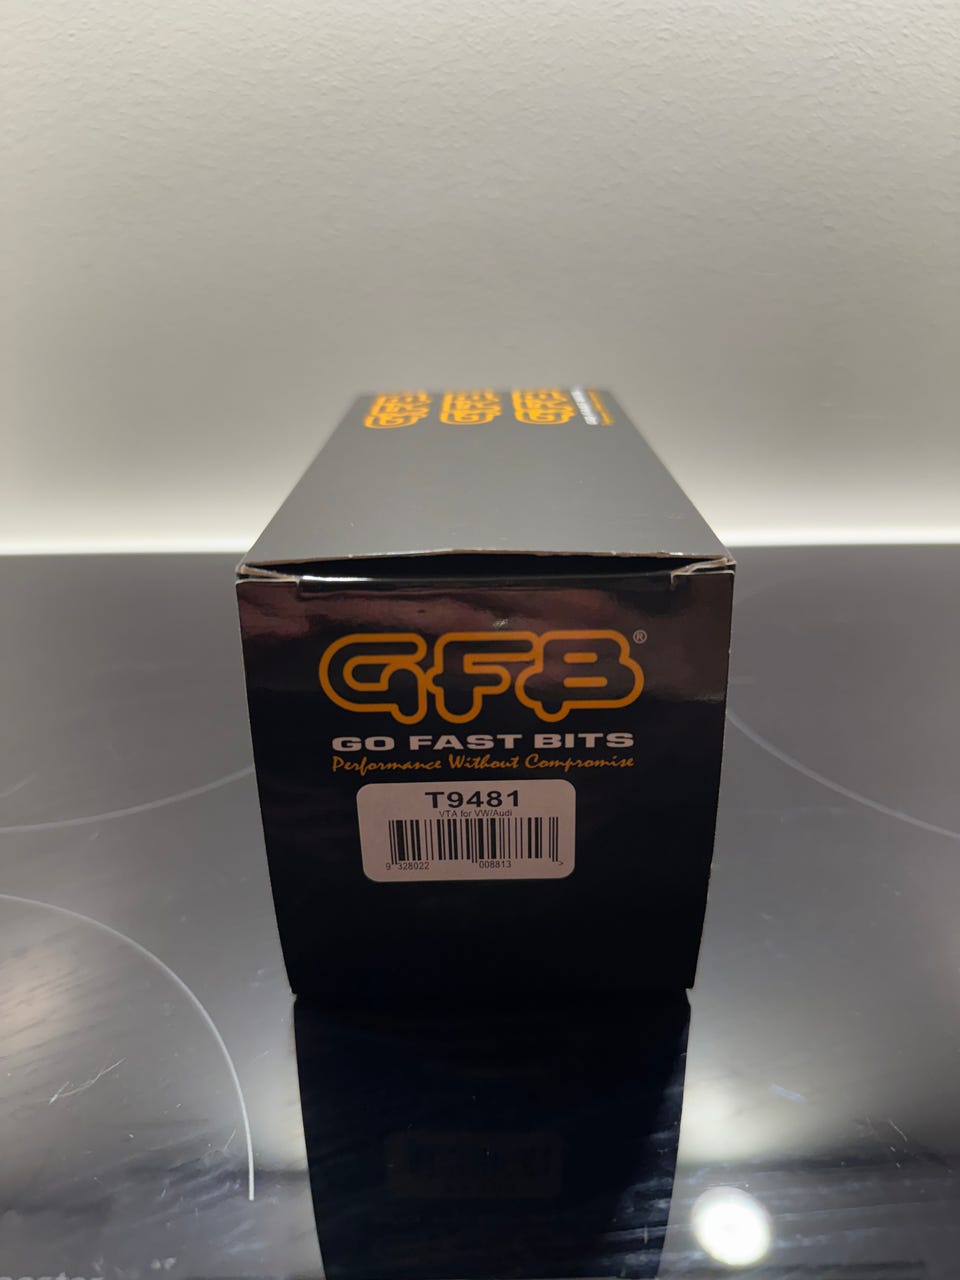 GFB®
GO FAST BITS
Performance Without Compromise
T9481
VTA for VW/Audi
9 328022 008813 >